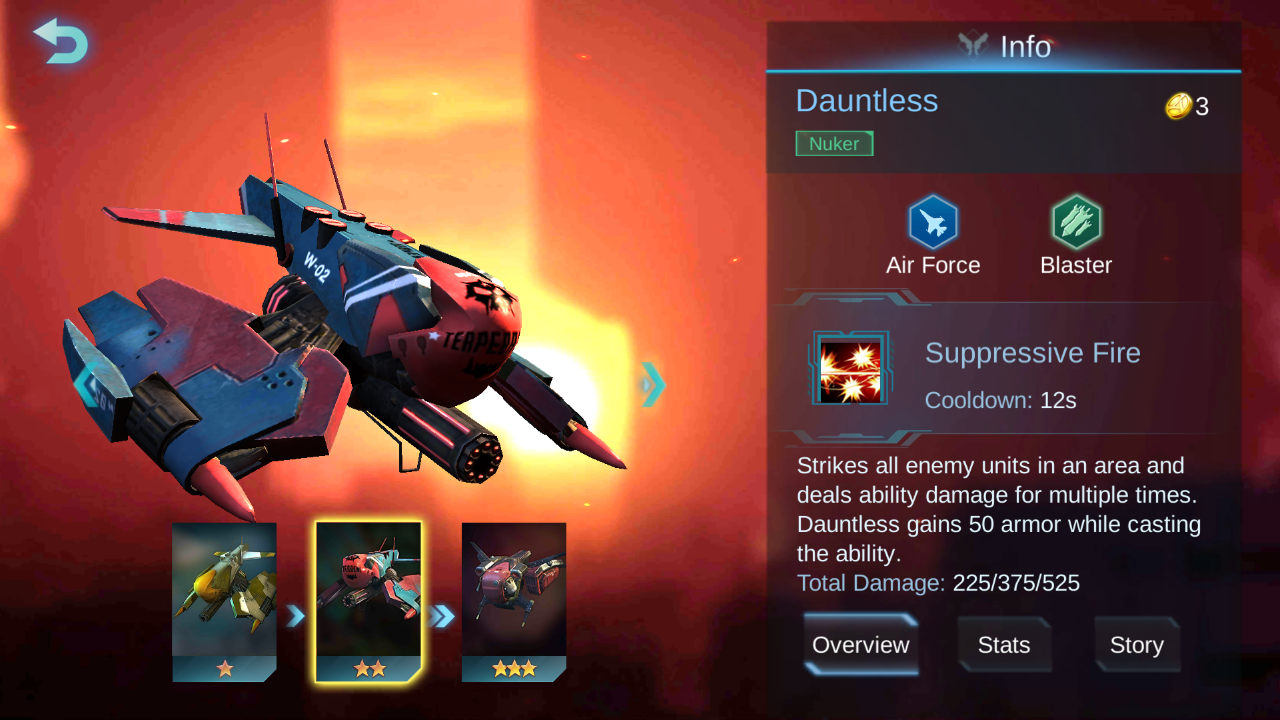 Info
Dauntless
3
Nuker
Air Force
Blaster
Suppressive Fire
Cooldown: 12s
Strikes all enemy units in an area and
deals ability damage for multiple times.
Dauntless gains 50 armor while casting
the ability.
Total Damage: 225/375/525
Overview
Stats
Story
W-02